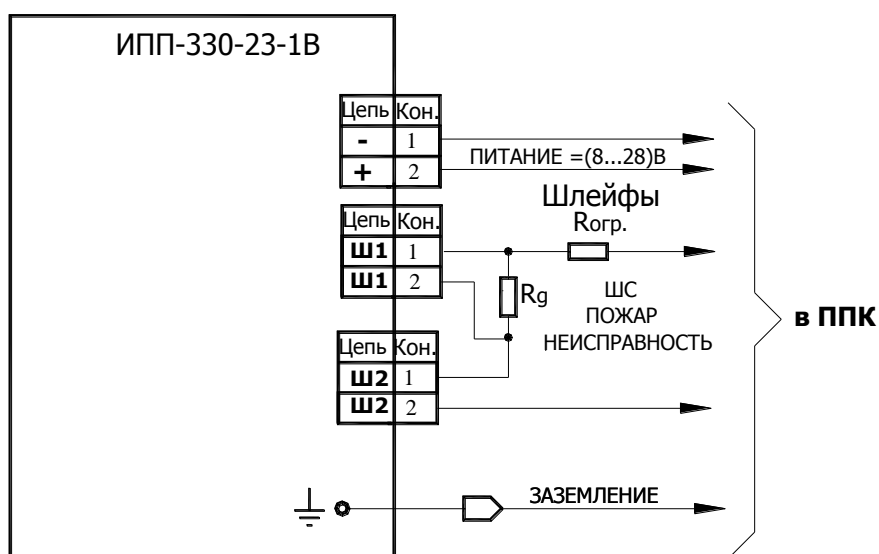 ИПП-330-23-1В
Цепь Кон.
- 1
+ 2
ПИТАНИЕ =(8...28)В
Шлейфы
Цепь Кон.
Ш1 1
Ш1 2
Rогр.
Rg
ШС
ПОЖАР
НЕИСПРАВНОСТЬ
в ППК
Цепь Кон.
Ш2 1
Ш2 2
ЗАЗЕМЛЕНИЕ